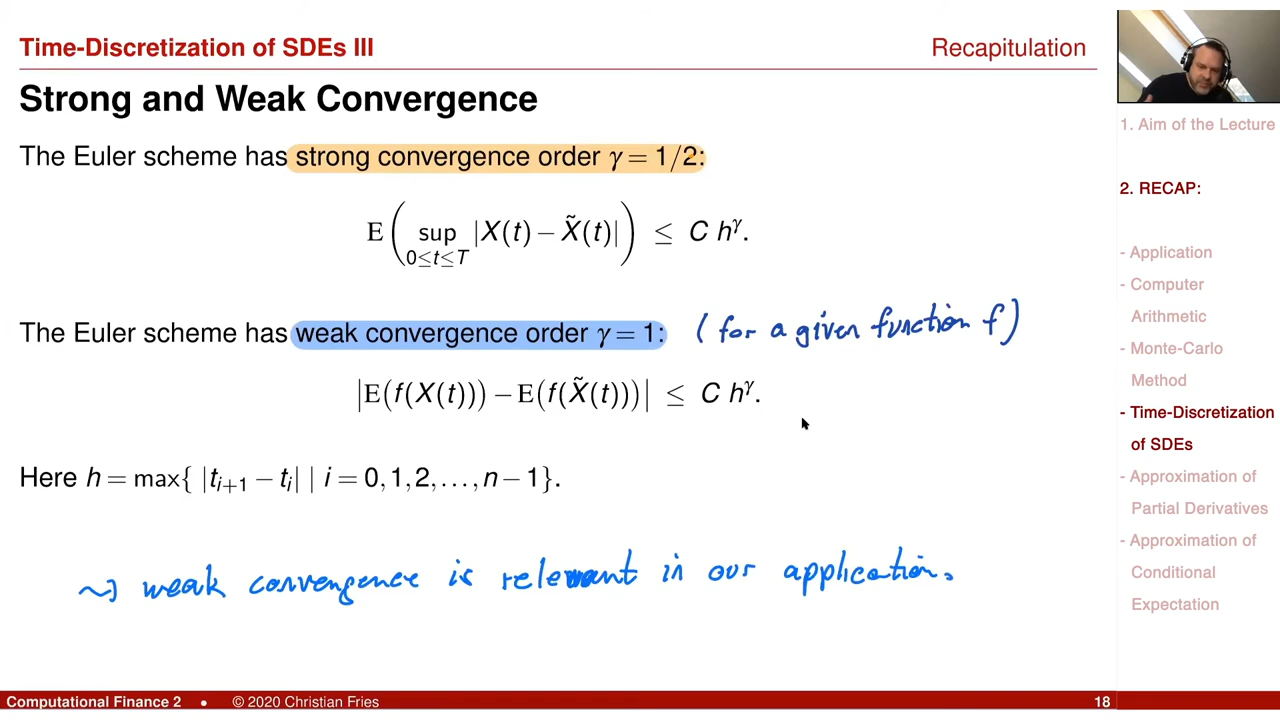 Time-Discretization of SDEs III
Recapitulation
Strong and Weak Convergence
The Euler scheme has strong convergence order γ = 1/2:
E( sup_{0≤t≤T} |X(t) − X̃(t)| ) ≤ C h^γ.
The Euler scheme has weak convergence order γ = 1: (for a given function f)
|E(f(X(t))) − E(f(X̃(t)))| ≤ C h^γ.
Here h = max{ |t_{i+1} − t_i| | i = 0, 1, 2, ..., n − 1}.
⇝ weak convergence is relevant in our application.
1. Aim of the Lecture
2. RECAP:
- Application
- Computer
Arithmetic
- Monte-Carlo
Method
- Time-Discretization
of SDEs
- Approximation of
Partial Derivatives
- Approximation of
Conditional
Expectation
Computational Finance 2 • © 2020 Christian Fries 18